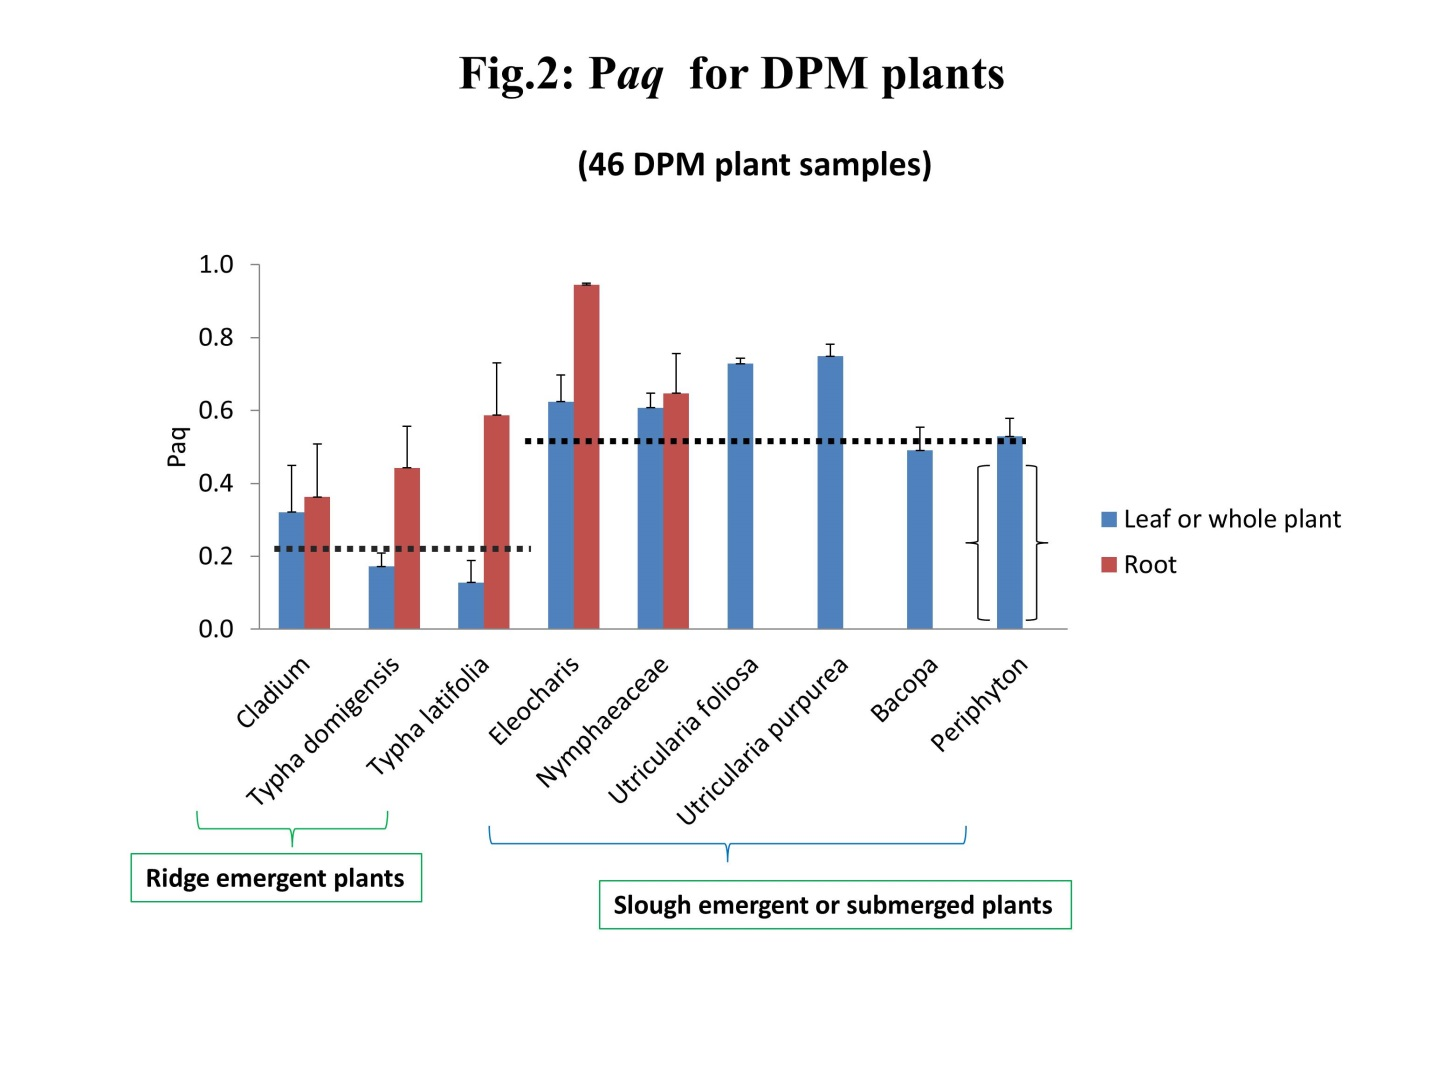 Fig.2: Paq for DPM plants
(46 DPM plant samples)
1.0
0.8
0.6
0.4
0.2
0.0
Paq
Leaf or whole plant
Root
Cladium
Typha domigensis
Typha latifolia
Eleocharis
Nymphaeaceae
Utricularia foliosa
Utricularia purpurea
Bacopa
Periphyton
Ridge emergent plants
Slough emergent or submerged plants